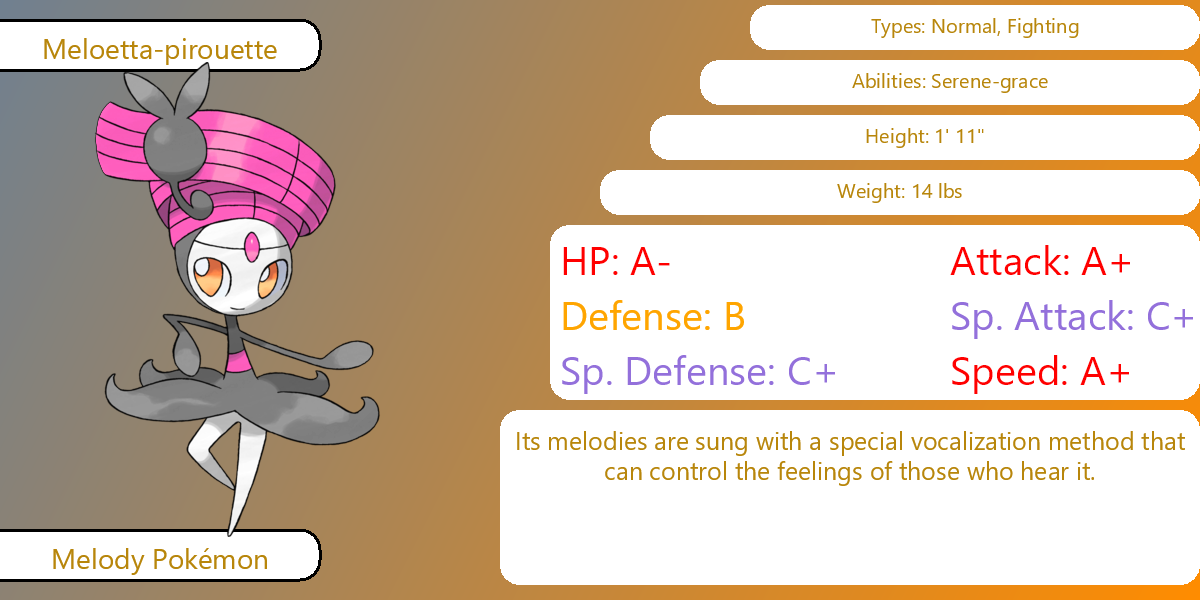 Meloetta-pirouette
Types: Normal, Fighting
Abilities: Serene-grace
Height: 1' 11"
Weight: 14 lbs
HP: A-
Attack: A+
Defense: B
Sp. Attack: C+
Sp. Defense: C+
Speed: A+
Its melodies are sung with a special vocalization method that
can control the feelings of those who hear it.
Melody Pokémon